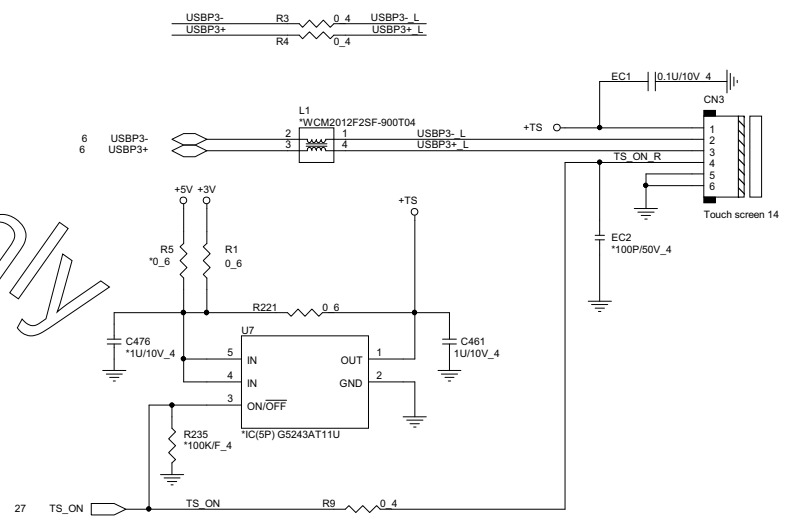 USBP3- R3 0_4 USBP3-_L
USBP3+ R4 0_4 USBP3+_L
EC1 0.1U/10V_4
CN3
L1
*WCM2012F2SF-900T04
6 USBP3- 2 1 USBP3-_L
6 USBP3+ 3 4 USBP3+_L
+TS
1
2
3
TS_ON_R 4
5
6
Touch screen 14
EC2
*100P/50V_4
+5V +3V
+TS
R5
*0_6
R1
0_6
R221 0_6
C476
*1U/10V_4
U7
C461
1U/10V_4
5 IN OUT 1
4 IN GND 2
3 ON/OFF
*IC(5P) G5243AT11U
R235
*100K/F_4
27 TS_ON TS_ON R9 0_4
only